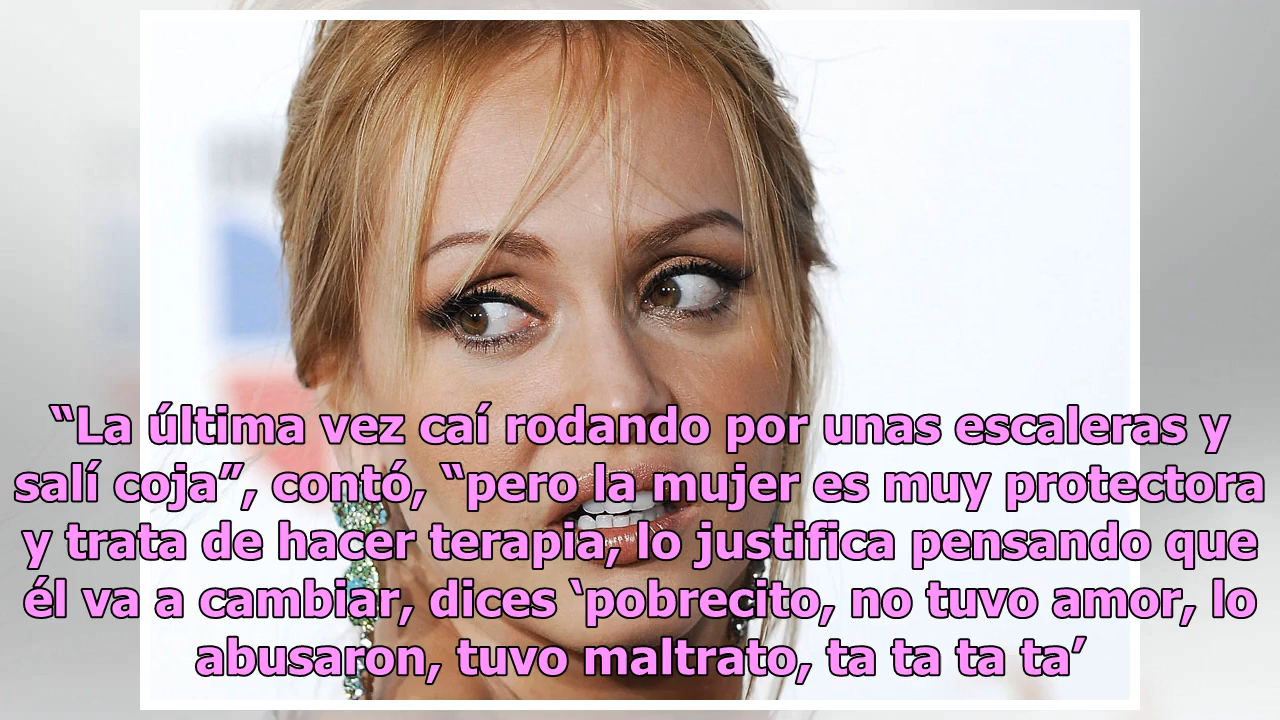 “La última vez caí rodando por unas escaleras y
salí coja”, contó, “pero la mujer es muy protectora
y trata de hacer terapia, lo justifica pensando que
él va a cambiar, dices ‘pobrecito, no tuvo amor, lo
abusaron, tuvo maltrato, ta ta ta ta’